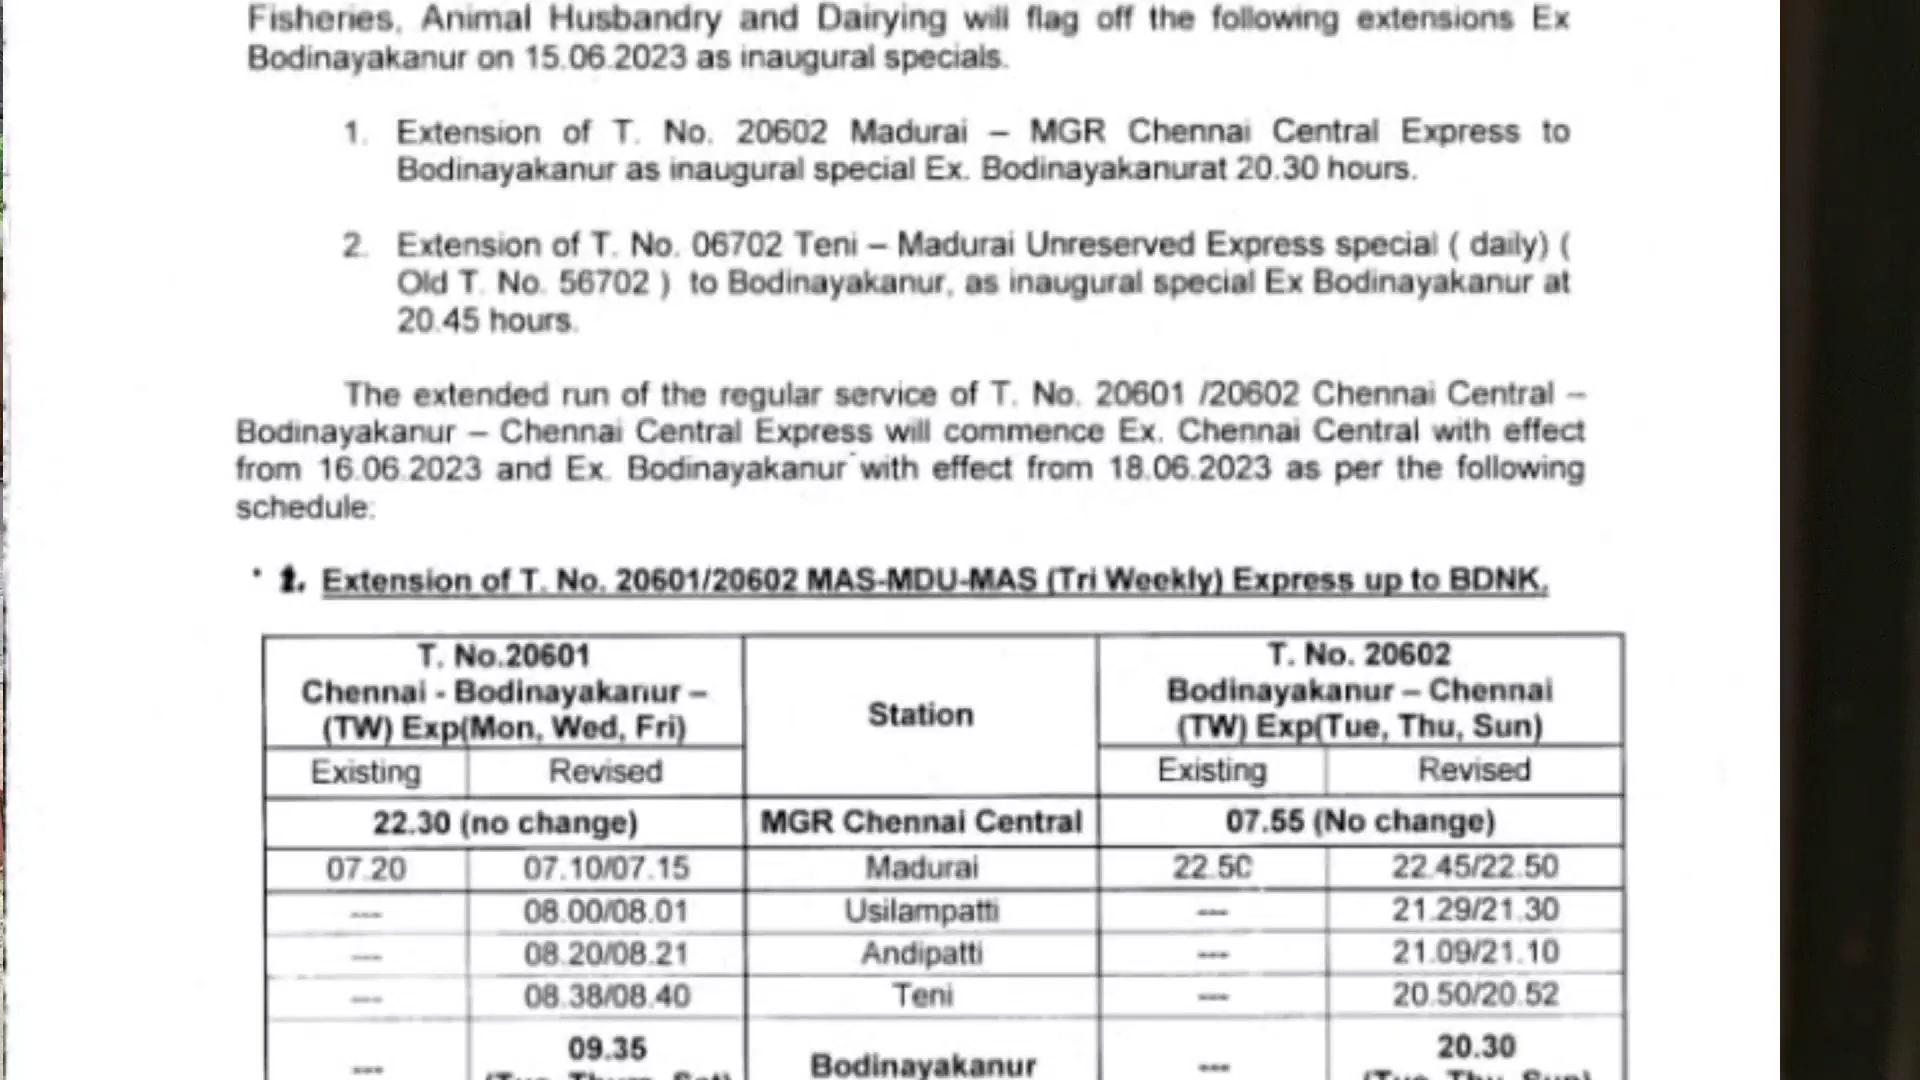 Fisheries, Animal Husbandry and Dairying will flag off the following extensions Ex
Bodinayakanur on 15.06.2023 as inaugural specials.
1. Extension of T. No. 20602 Madurai – MGR Chennai Central Express to
Bodinayakanur as inaugural special Ex. Bodinayakanurat 20.30 hours.
2. Extension of T. No. 06702 Teni – Madurai Unreserved Express special ( daily) (
Old T. No. 56702 ) to Bodinayakanur, as inaugural special Ex Bodinayakanur at
20.45 hours.
The extended run of the regular service of T. No. 20601 /20602 Chennai Central –
Bodinayakanur – Chennai Central Express will commence Ex. Chennai Central with effect
from 16.06.2023 and Ex. Bodinayakanur with effect from 18.06.2023 as per the following
schedule:
Extension of T. No. 20601/20602 MAS-MDU-MAS (Tri Weekly) Express up to BDNK.
T. No.20601 Station T. No. 20602
Chennai - Bodinayakanur – Bodinayakanur – Chennai
(TW) Exp(Mon, Wed, Fri) (TW) Exp(Tue, Thu, Sun)
Existing Revised Existing Revised
22.30 (no change) MGR Chennai Central 07.55 (No change)
07.20 07.10/07.15 Madurai 22.50 22.45/22.50
--- 08.00/08.01 Usilampatti --- 21.29/21.30
--- 08.20/08.21 Andipatti --- 21.09/21.10
--- 08.38/08.40 Teni --- 20.50/20.52
--- 09.35 Bodinayakanur --- 20.30